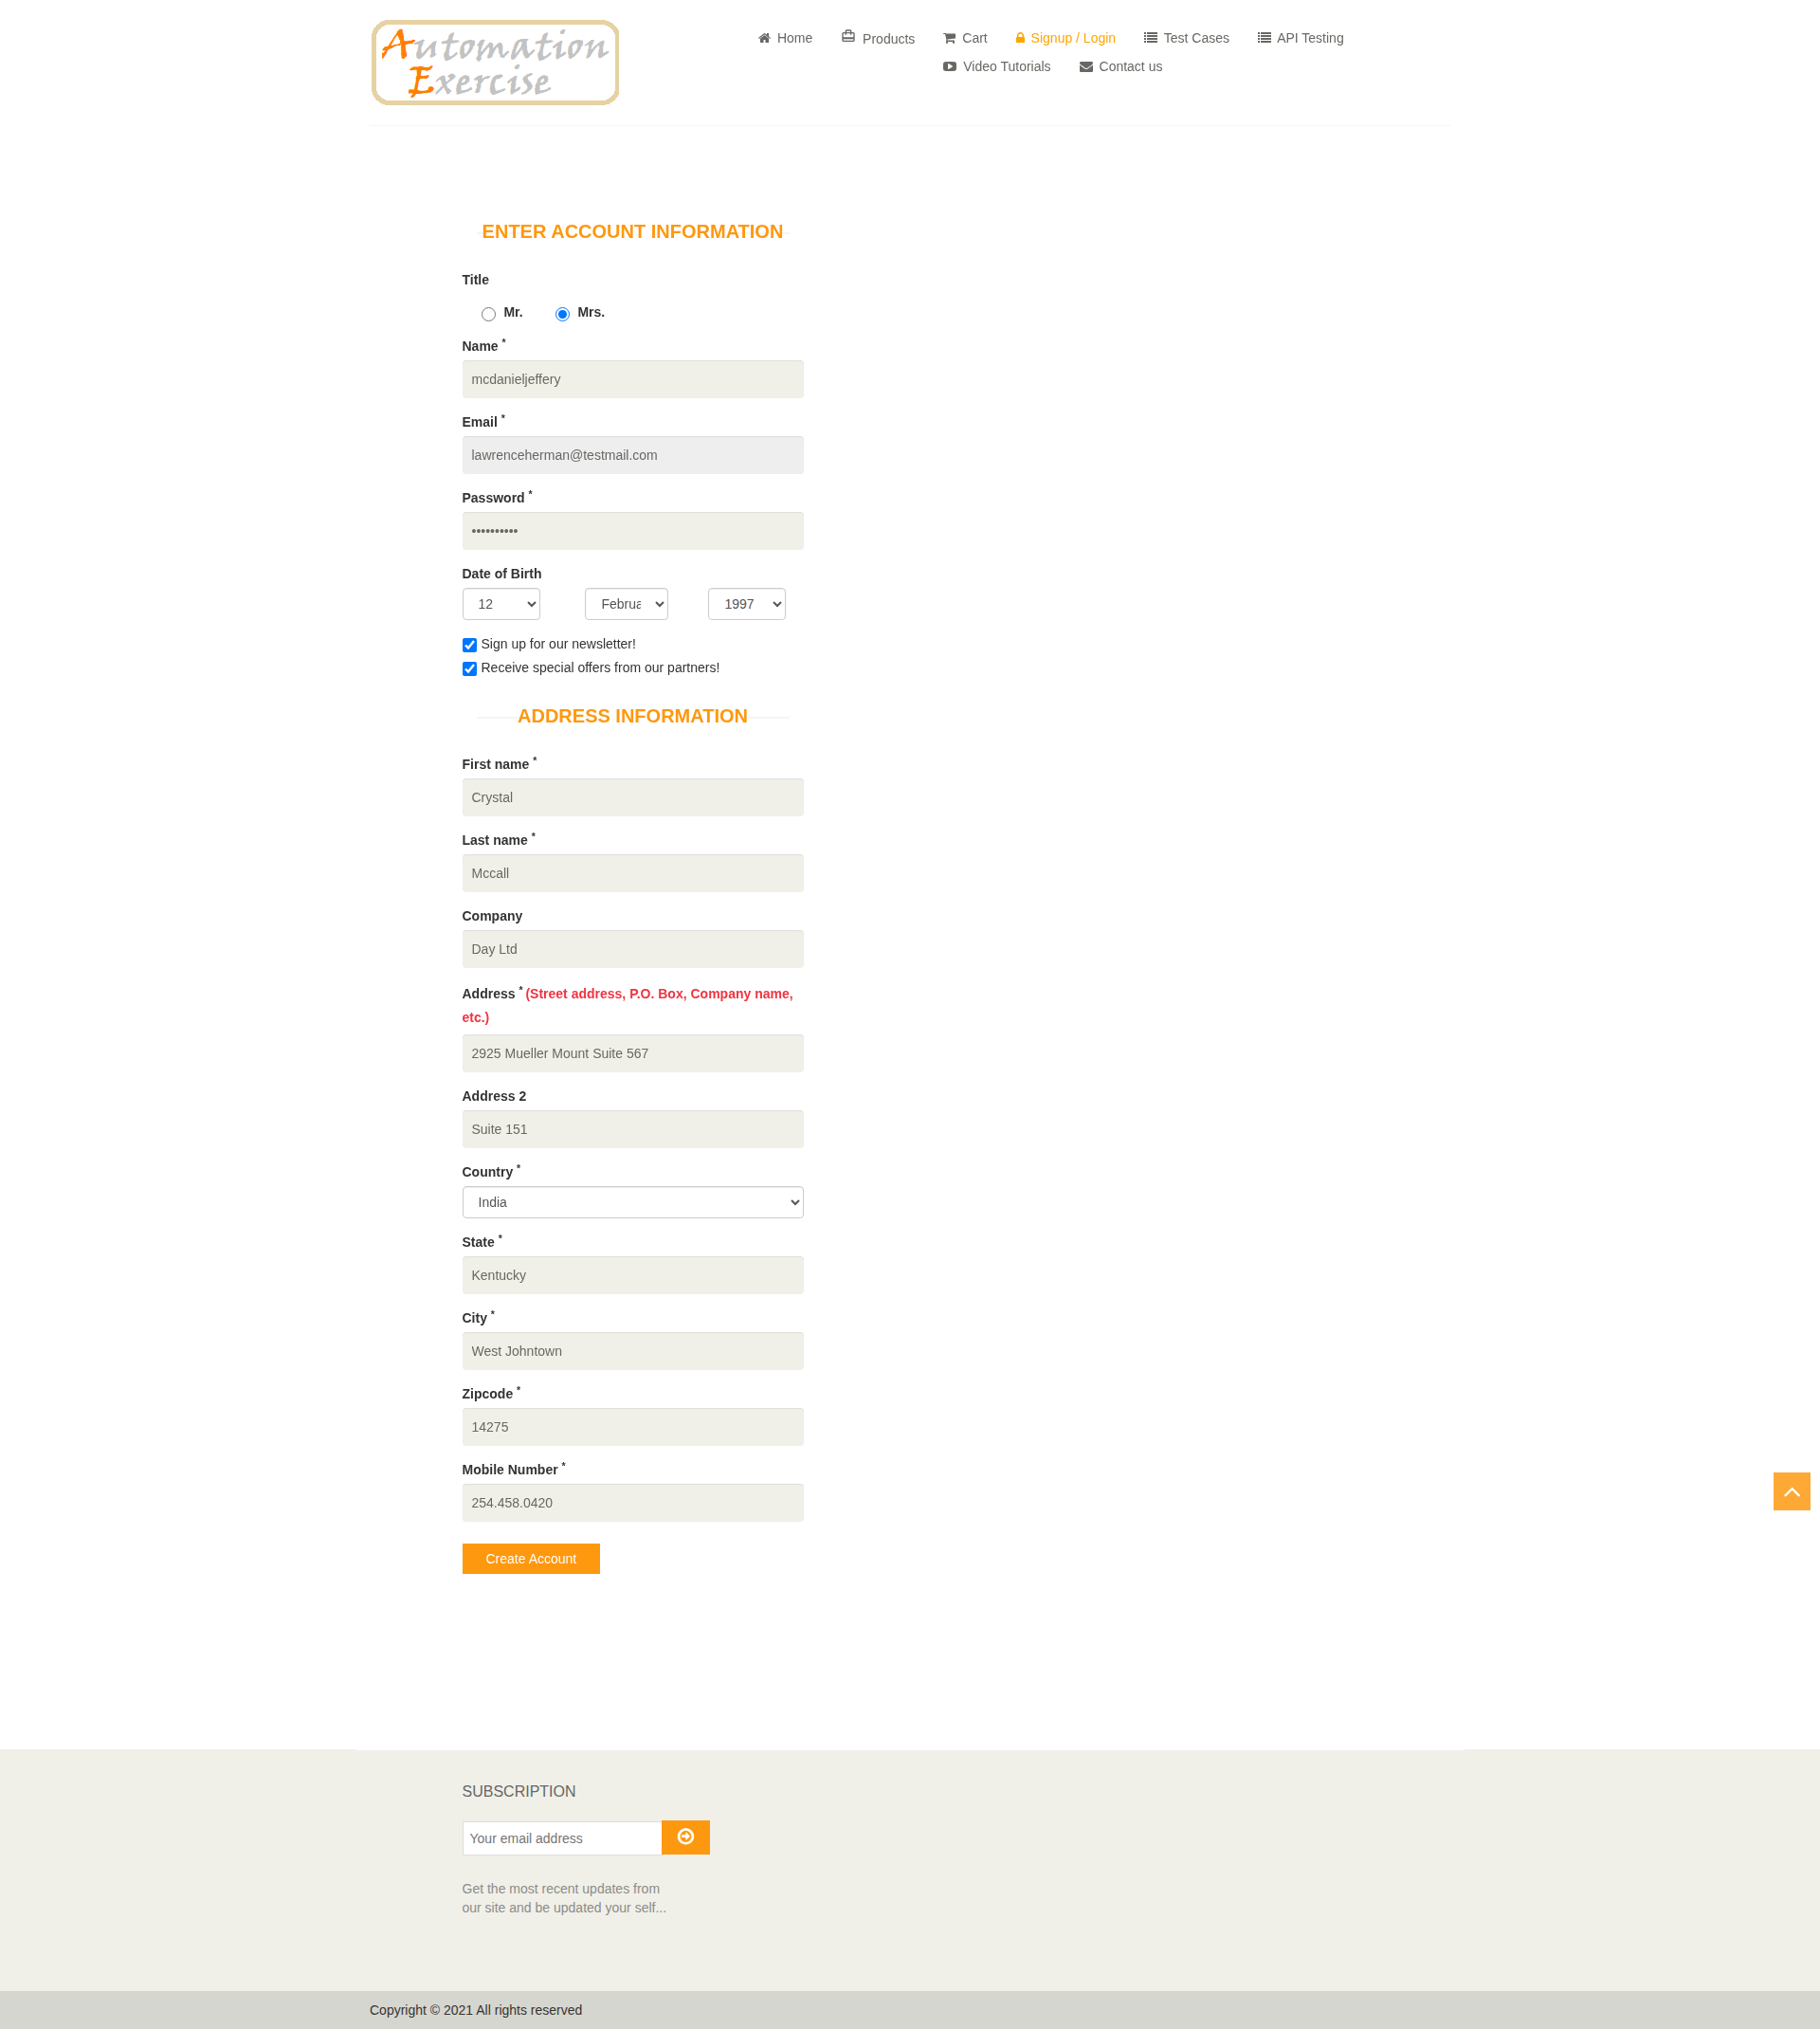 Automation
Exercise
Home
Products
Cart
Signup / Login
Test Cases
API Testing
Video Tutorials
Contact us
ENTER ACCOUNT INFORMATION
Title
Mr.
Mrs.
Name *
mcdanieljeffery
Email *
lawrenceherman@testmail.com
Password *
••••••••••
Date of Birth
12
Februa
1997
Sign up for our newsletter!
Receive special offers from our partners!
ADDRESS INFORMATION
First name *
Crystal
Last name *
Mccall
Company
Day Ltd
Address * (Street address, P.O. Box, Company name,
etc.)
2925 Mueller Mount Suite 567
Address 2
Suite 151
Country *
India
State *
Kentucky
City *
West Johntown
Zipcode *
14275
Mobile Number *
254.458.0420
Create Account
SUBSCRIPTION
Your email address
Get the most recent updates from
our site and be updated your self...
Copyright © 2021 All rights reserved